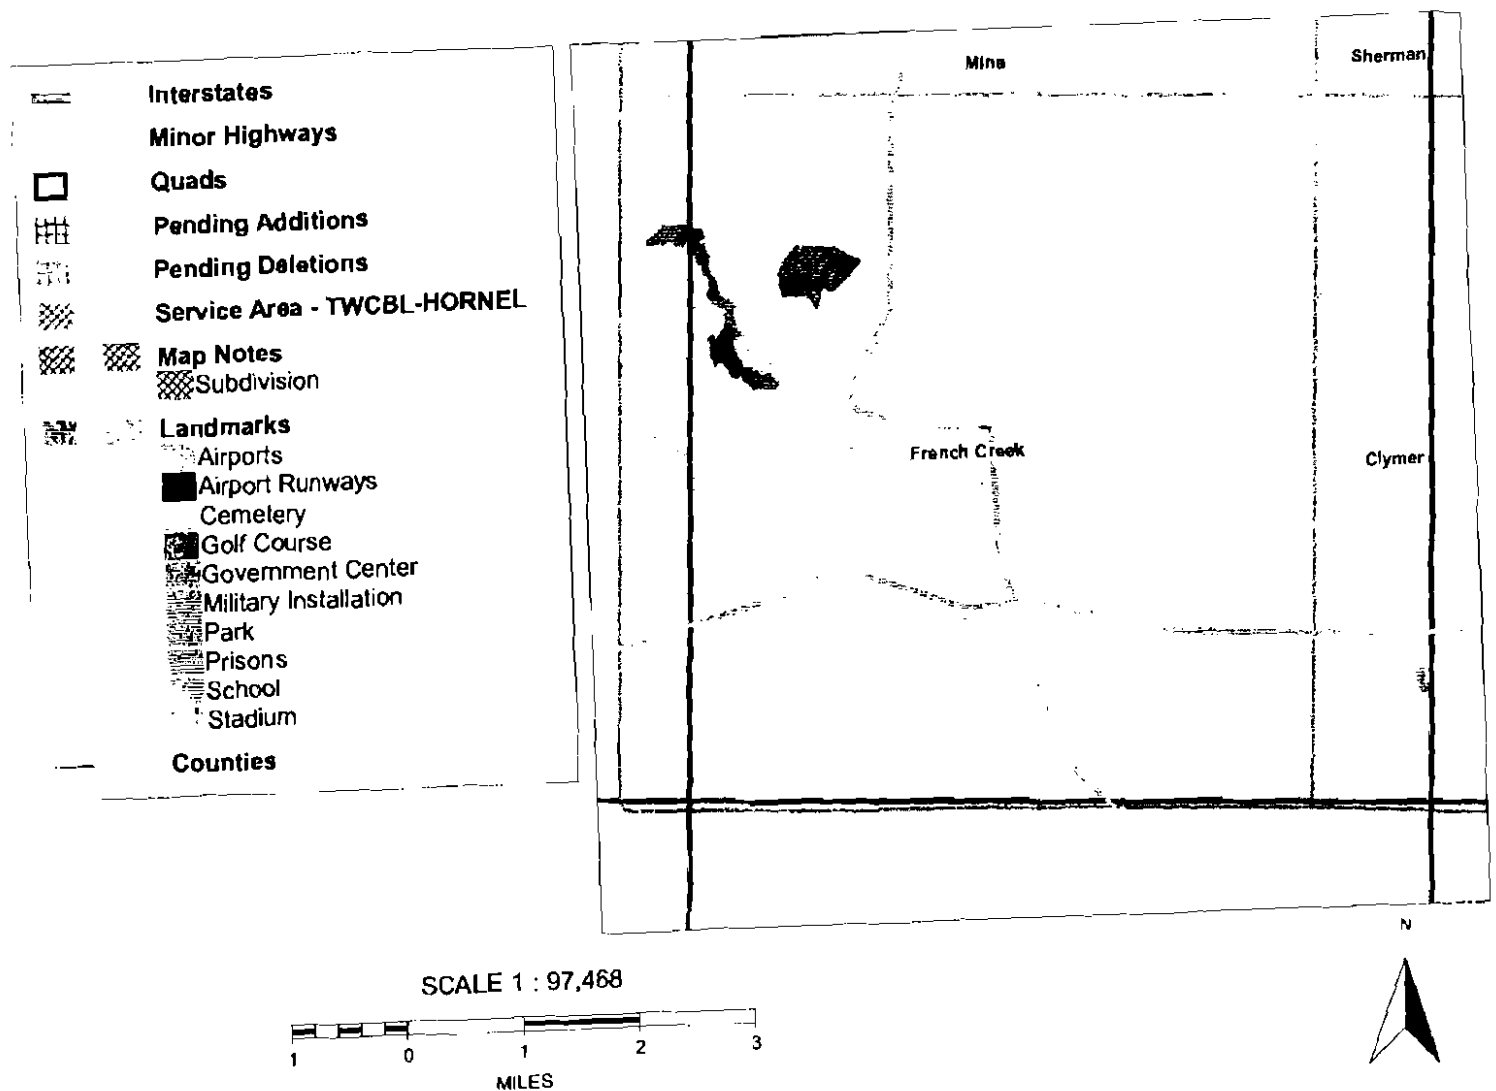 Interstates
Minor Highways
Quads
Pending Additions
Pending Deletions
Service Area - TWCBL-HORNEL
Map Notes
Subdivision
Landmarks
Airports
Airport Runways
Cemetery
Golf Course
Government Center
Military Installation
Park
Prisons
School
Stadium
Counties
Mina
Sherman
French Creek
Clymer
N
SCALE 1 : 97,468
1 0 1 2 3
MILES